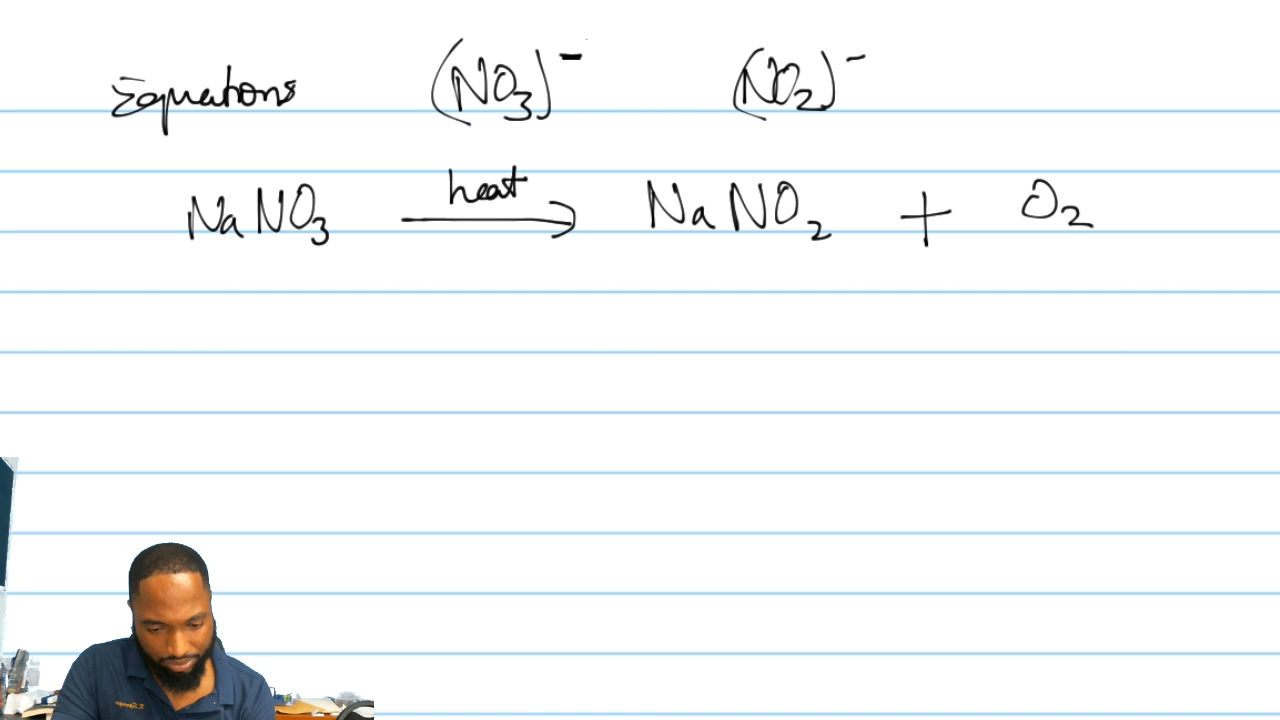 Equations (NO₃)⁻ (NO₂)⁻
NaNO₃ heat → NaNO₂ + O₂